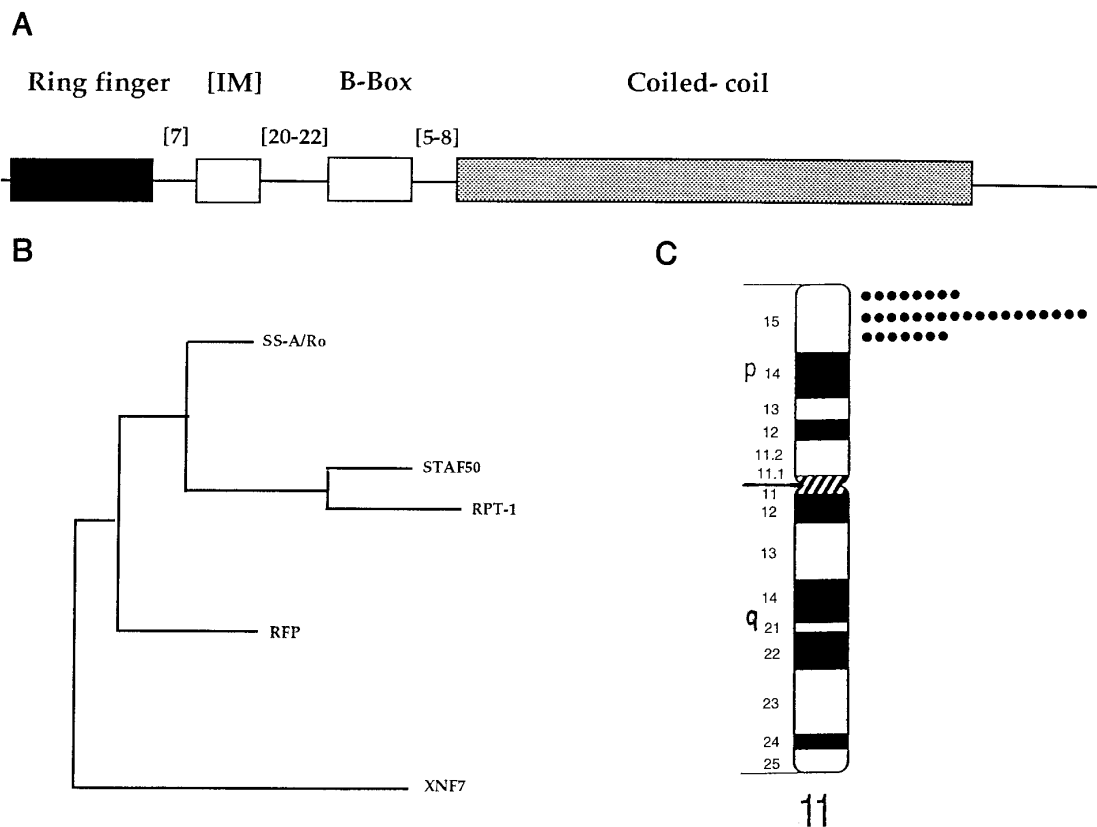 A
Ring finger [IM] B-Box Coiled- coil
[7] [20-22] [5-8]
B
SS-A/Ro
STAF50
RPT-1
RFP
XNF7
C
15
p 14
13
12
11.2
11.1
11
12
13
14
q
21
22
23
24
25
11